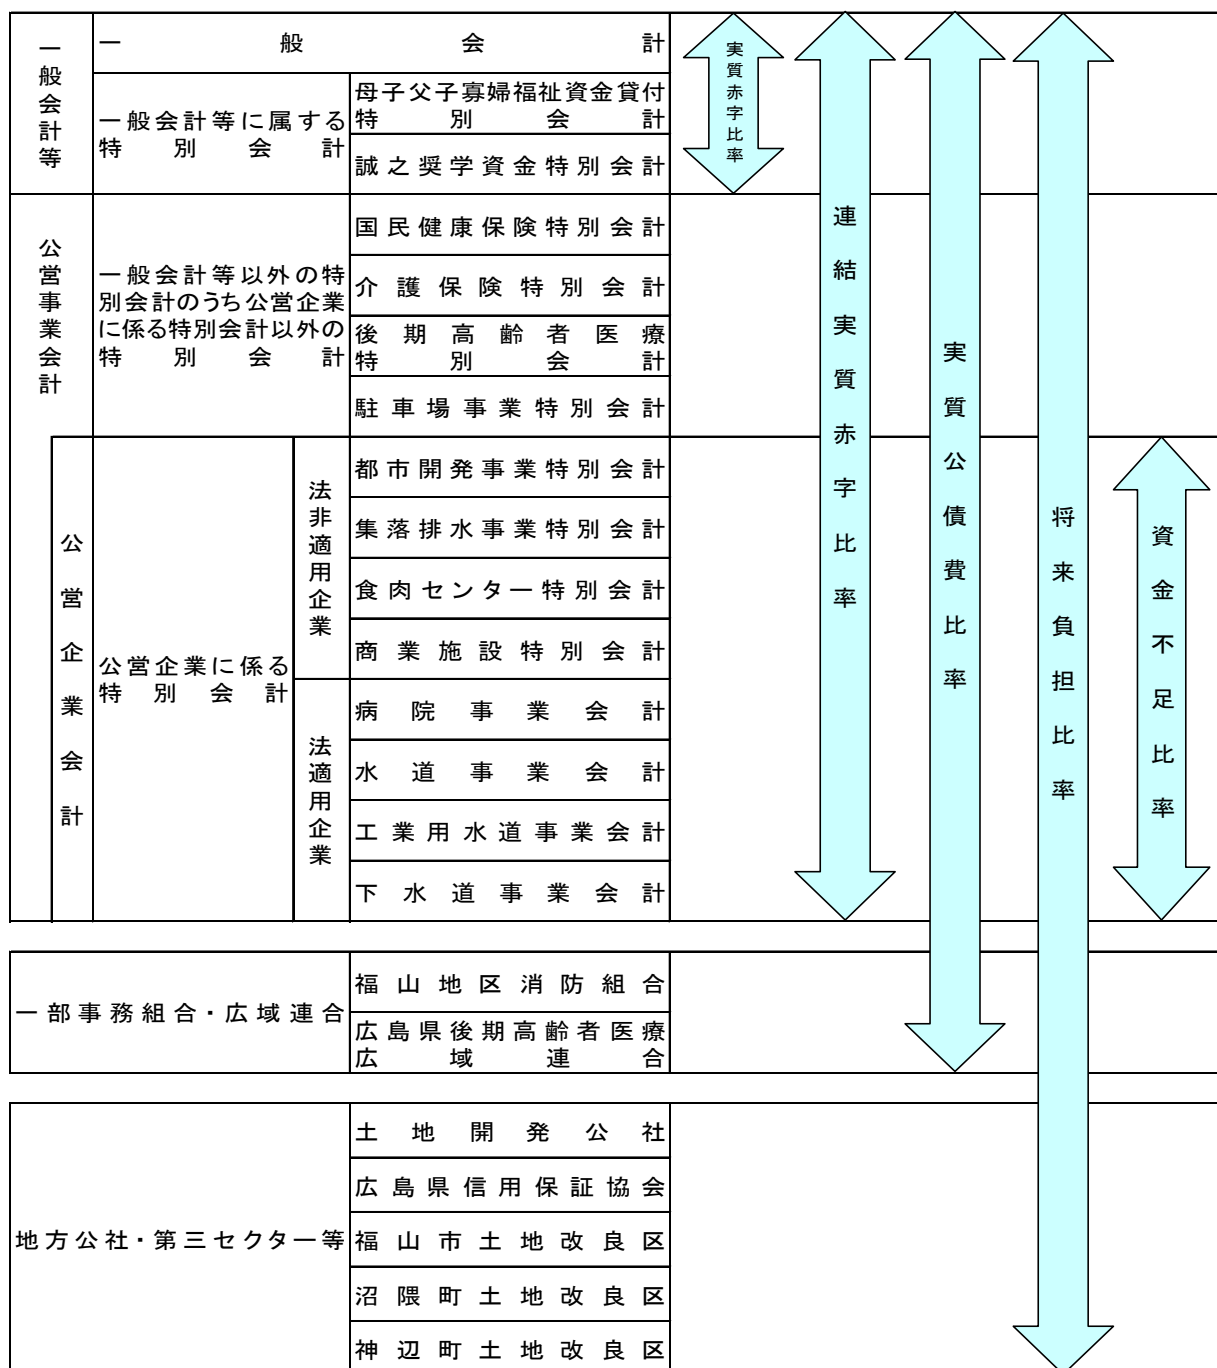 一般会計等
一般会計
一般会計等に属する
特別会計
母子父子寡婦福祉資金貸付
特別会計
誠之奨学資金特別会計
公営事業会計
一般会計等以外の特
別会計のうち公営企業
に係る特別会計以外の
特別会計
国民健康保険特別会計
介護保険特別会計
後期高齢者医療
特別会計
駐車場事業特別会計
公営企業会計
公営企業に係る
特別会計
法非適用企業
都市開発事業特別会計
集落排水事業特別会計
食肉センター特別会計
商業施設特別会計
法適用企業
病院事業会計
水道事業会計
工業用水道事業会計
下水道事業会計
一部事務組合・広域連合
福山地区消防組合
広島県後期高齢者医療
広域連合
地方公社・第三セクター等
土地開発公社
広島県信用保証協会
福山市土地改良区
沼隈町土地改良区
神辺町土地改良区
実質赤字比率
連結実質赤字比率
実質公債費比率
将来負担比率
資金不足比率